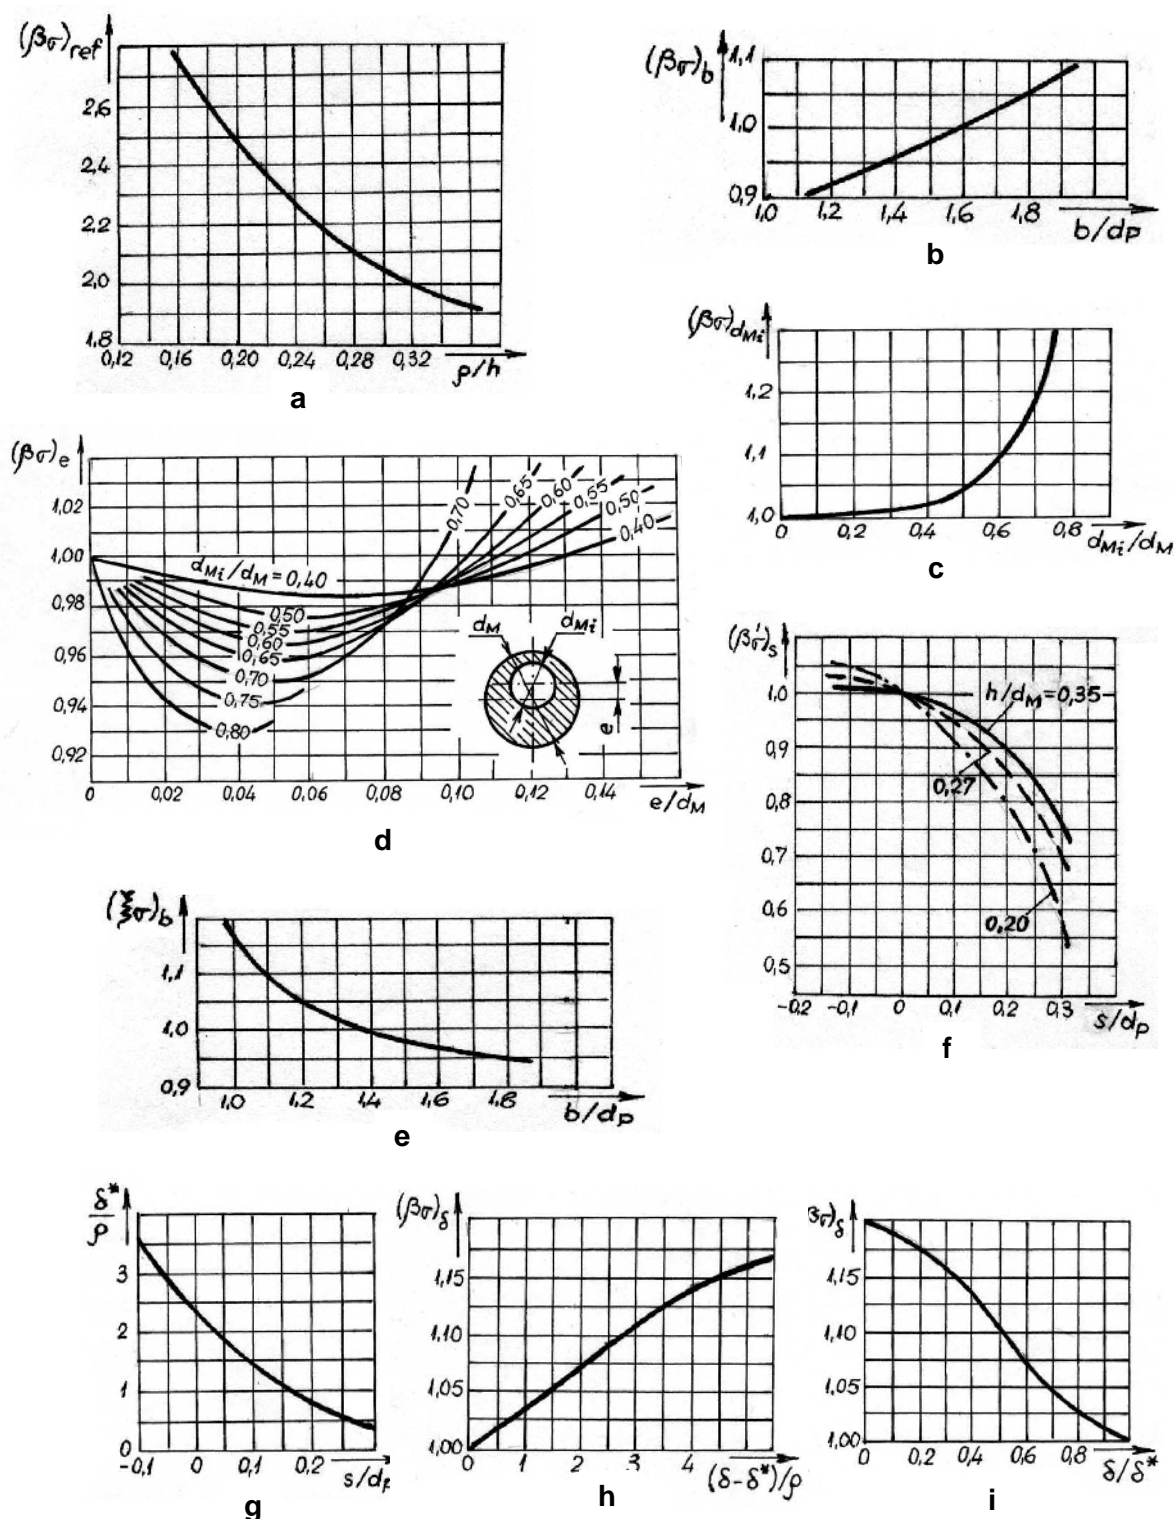 (βσ)ref
2,6
2,4
2,2
2,0
1,8
0,12 0,16 0,20 0,24 0,28 0,32 ρ/h
a
(βσ)b
1,1
1,0
0,9
1,0 1,2 1,4 1,6 1,8 b/dp
b
(βσ)dMi
1,2
1,1
1,0
0 0,2 0,4 0,6 0,8 dMi/dM
c
(βσ)e
1,02
1,00
0,98
0,96
0,94
0,92
dMi/dM=0,40
0,50
0,55
0,60
0,65
0,70
0,75
0,80
0,70
0,65
0,60
0,55
0,50
0,40
dM dMi
e
0 0,02 0,04 0,06 0,08 0,10 0,12 0,14 e/dM
d
(β'σ)s
1,0
0,9
0,8
0,7
0,6
0,5
h/dM=0,35
0,27
0,20
-0,2 -0,1 0 0,1 0,2 0,3 s/dp
f
(ξσ)b
1,1
1,0
0,9
1,0 1,2 1,4 1,6 1,8 b/dp
e
δ*/ρ
3
2
1
0
-0,1 0 0,1 0,2 s/dp
g
(βσ)δ
1,15
1,10
1,05
1,00
0 1 2 3 4 (δ-δ*)/ρ
h
βσ)δ
1,15
1,10
1,05
1,00
0 0,2 0,4 0,6 0,8 δ/δ*
i